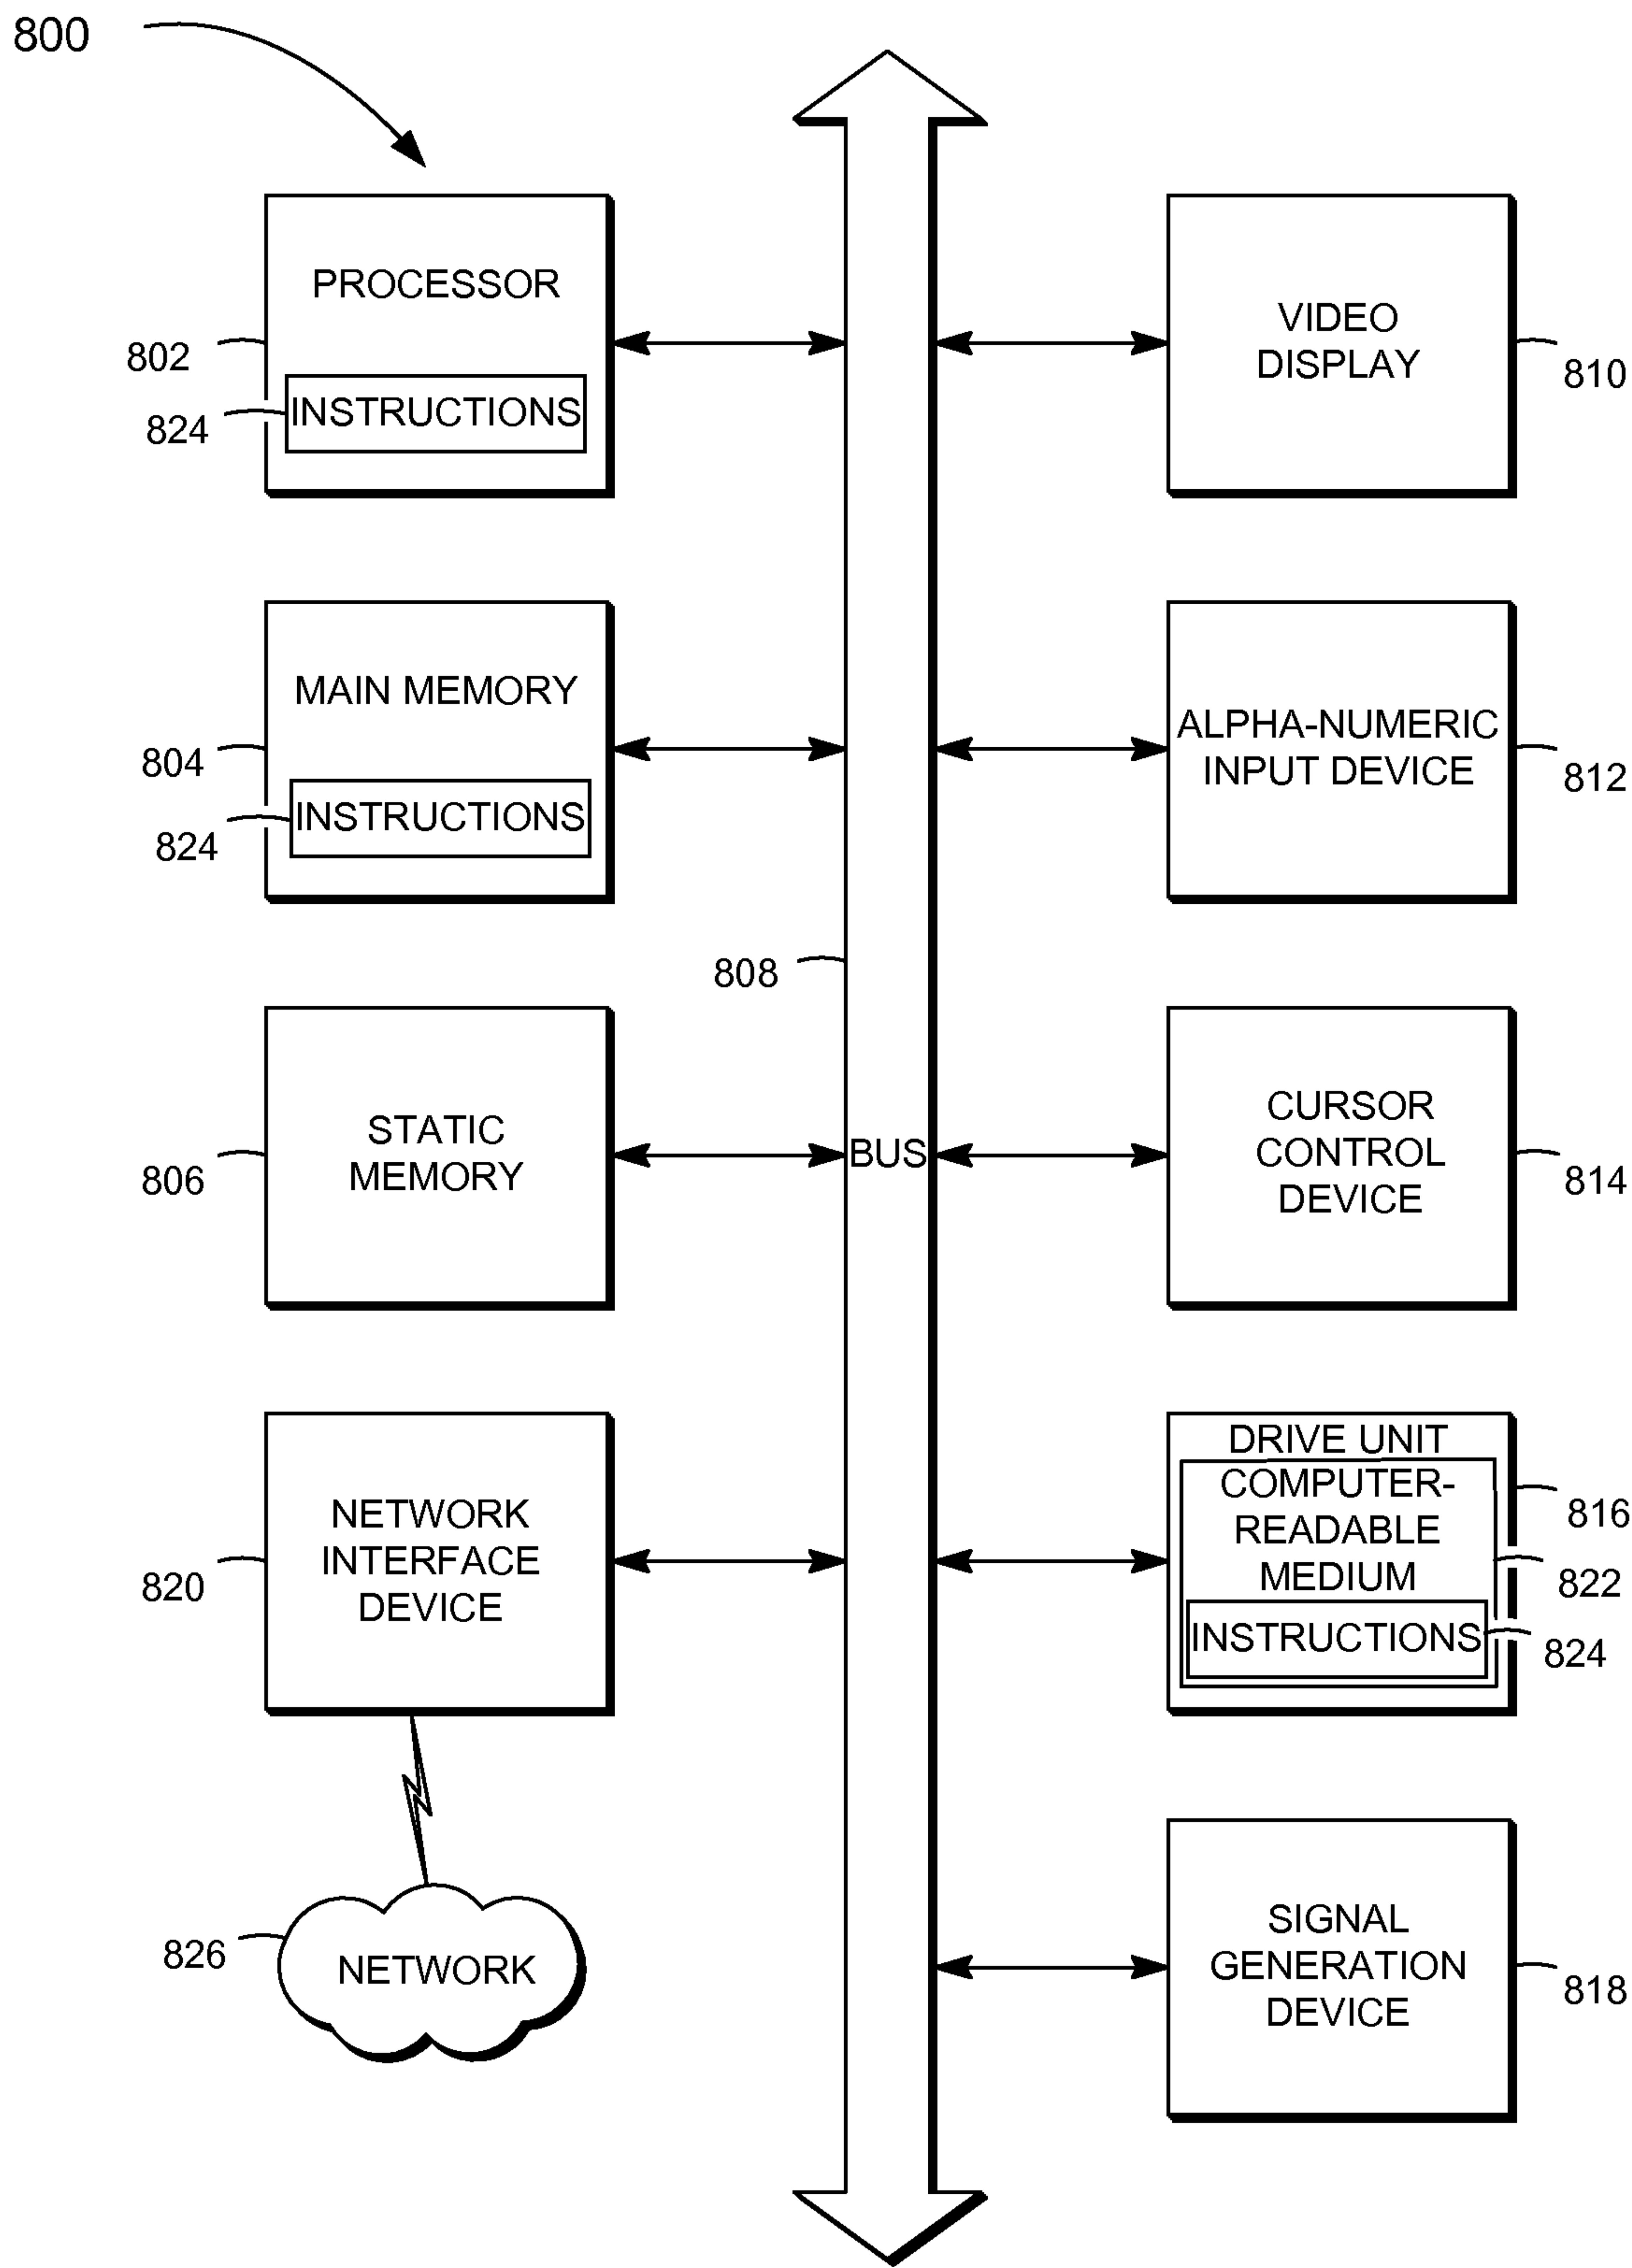 800
PROCESSOR
802
INSTRUCTIONS
824
MAIN MEMORY
804
INSTRUCTIONS
824
808
STATIC
MEMORY
806
BUS
NETWORK
INTERFACE
DEVICE
820
826
NETWORK
VIDEO
DISPLAY
810
ALPHA-NUMERIC
INPUT DEVICE
812
CURSOR
CONTROL
DEVICE
814
DRIVE UNIT
COMPUTER-
READABLE
MEDIUM
816
822
INSTRUCTIONS
824
SIGNAL
GENERATION
DEVICE
818